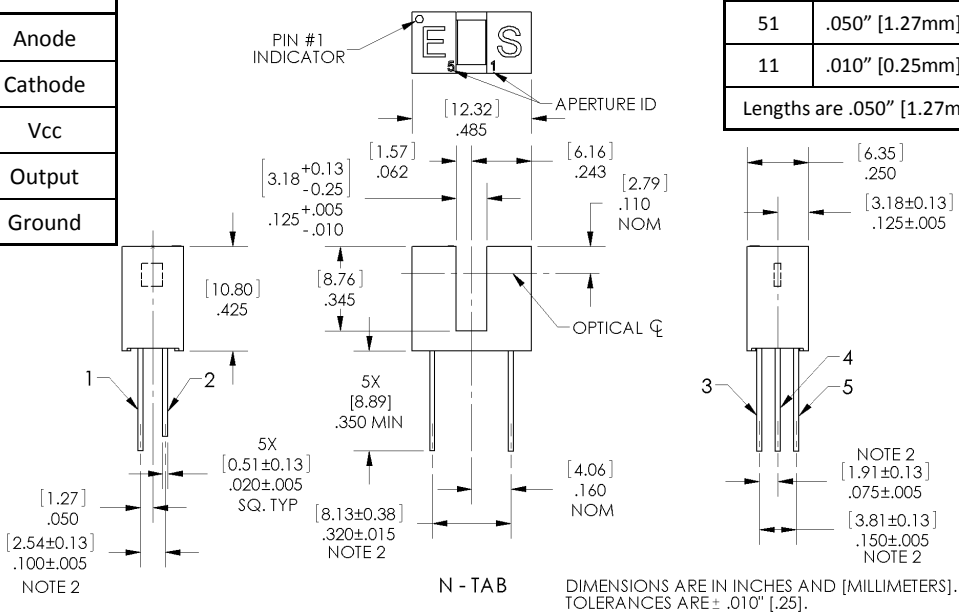 Anode
Cathode
Vcc
Output
Ground
51 .050” [1.27mm]
11 .010” [0.25mm]
Lengths are .050” [1.27m
PIN #1
INDICATOR
E S
5 1
APERTURE ID
[12.32]
.485
[1.57]
.062
[6.16]
.243
[3.18 +0.13 -0.25]
.125 +.005 -.010
[2.79]
.110
NOM
[6.35]
.250
[3.18±0.13]
.125±.005
[10.80]
.425
[8.76]
.345
OPTICAL ℄
1
2
5X
[8.89]
.350 MIN
3
4
5
5X
[0.51±0.13]
.020±.005
SQ. TYP
[1.27]
.050
[2.54±0.13]
.100±.005
NOTE 2
[8.13±0.38]
.320±.015
NOTE 2
[4.06]
.160
NOM
NOTE 2
[1.91±0.13]
.075±.005
[3.81±0.13]
.150±.005
NOTE 2
N - TAB
DIMENSIONS ARE IN INCHES AND [MILLIMETERS].
TOLERANCES ARE ± .010" [.25].